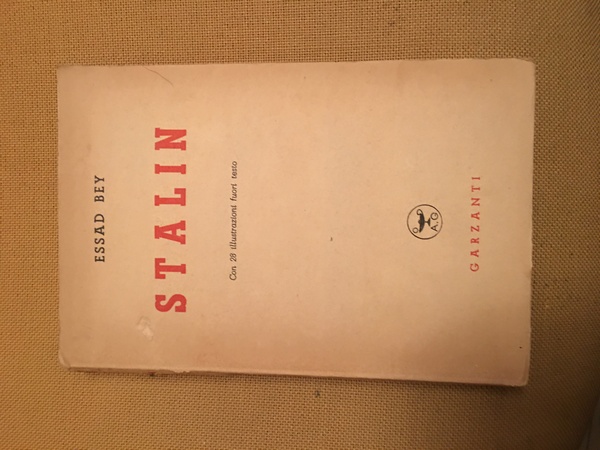 ESSAD BEY
STALIN
Con 28 illustrazioni fuori testo
A.G
GARZANTI